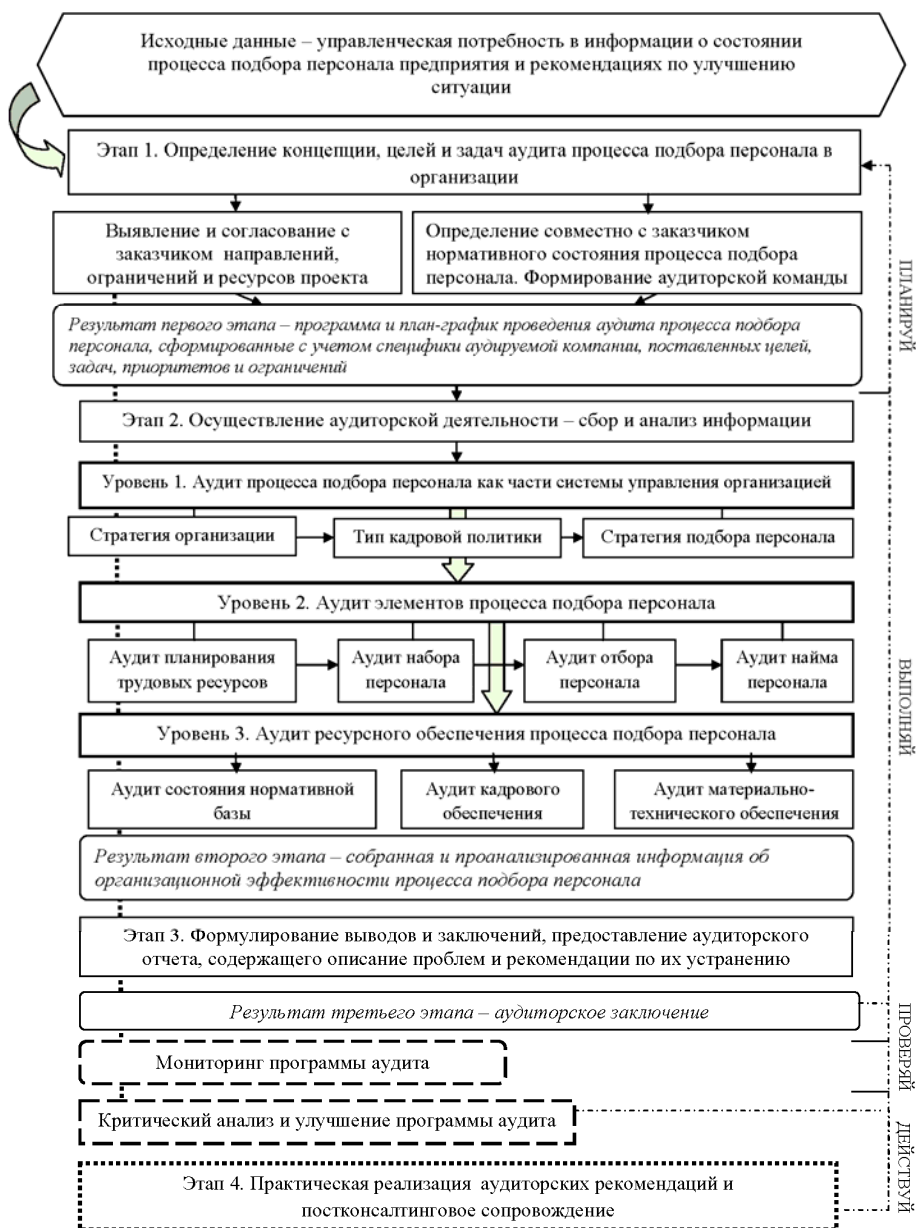 Исходные данные – управленческая потребность в информации о состоянии
процесса подбора персонала предприятия и рекомендациях по улучшению
ситуации
Этап 1. Определение концепции, целей и задач аудита процесса подбора персонала в
организации
Выявление и согласование с
заказчиком направлений,
ограничений и ресурсов проекта
Определение совместно с заказчиком
нормативного состояния процесса подбора
персонала. Формирование аудиторской команды
ПЛАНИРУЙ
Результат первого этапа – программа и план-график проведения аудита процесса подбора
персонала, сформированные с учетом специфики аудируемой компании, поставленных целей,
задач, приоритетов и ограничений
Этап 2. Осуществление аудиторской деятельности – сбор и анализ информации
Уровень 1. Аудит процесса подбора персонала как части системы управления организацией
Стратегия организации
Тип кадровой политики
Стратегия подбора персонала
Уровень 2. Аудит элементов процесса подбора персонала
Аудит планирования
трудовых ресурсов
Аудит набора
персонала
Аудит отбора
персонала
Аудит найма
персонала
ВЫПОЛНЯЙ
Уровень 3. Аудит ресурсного обеспечения процесса подбора персонала
Аудит состояния нормативной
базы
Аудит кадрового
обеспечения
Аудит материально-
технического обеспечения
Результат второго этапа – собранная и проанализированная информация об
организационной эффективности процесса подбора персонала
Этап 3. Формулирование выводов и заключений, предоставление аудиторского
отчета, содержащего описание проблем и рекомендации по их устранению
Результат третьего этапа – аудиторское заключение
ПРОВЕРЯЙ
Мониторинг программы аудита
Критический анализ и улучшение программы аудита
ДЕЙСТВУЙ
Этап 4. Практическая реализация аудиторских рекомендаций и
постконсалтинговое сопровождение